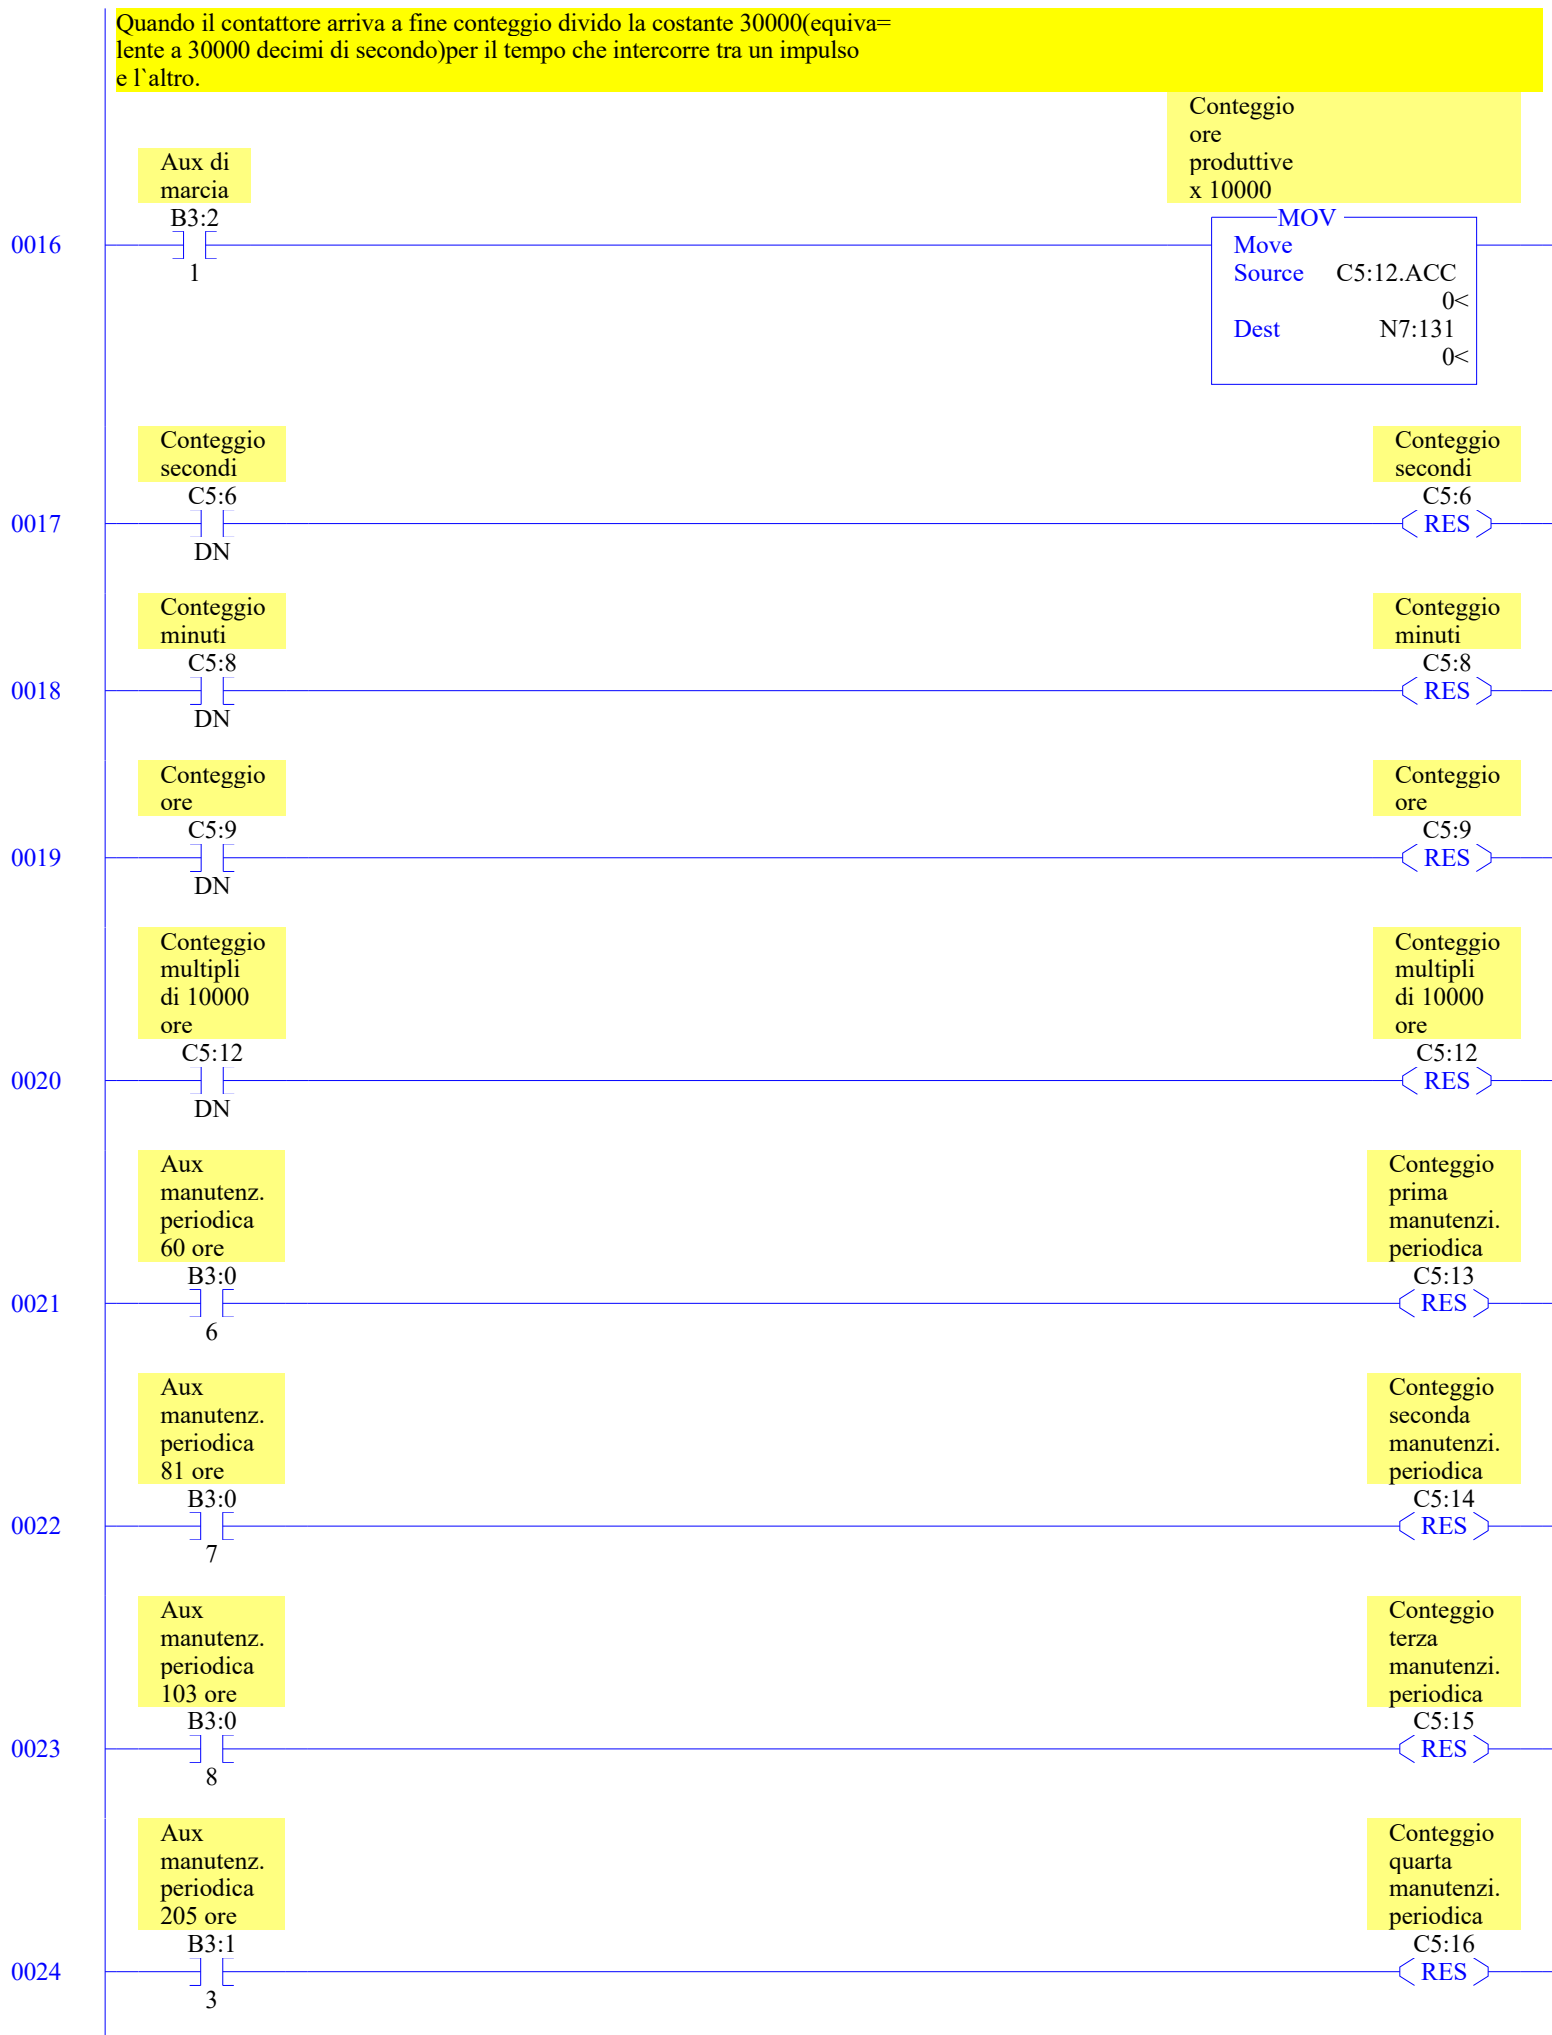 Quando il contattore arriva a fine conteggio divido la costante 30000(equiva=
lente a 30000 decimi di secondo)per il tempo che intercorre tra un impulso
e l`altro.
Conteggio
ore
produttive
x 10000
Aux di
marcia
B3:2
MOV
0016
Move
1
Source C5:12.ACC
0<
Dest N7:131
0<
Conteggio
secondi
C5:6
Conteggio
secondi
C5:6
0017
RES
DN
Conteggio
minuti
C5:8
Conteggio
minuti
C5:8
0018
RES
DN
Conteggio
ore
C5:9
Conteggio
ore
C5:9
0019
RES
DN
Conteggio
multipli
di 10000
ore
C5:12
Conteggio
multipli
di 10000
ore
C5:12
0020
RES
DN
Aux
manutenz.
periodica
60 ore
B3:0
Conteggio
prima
manutenzi.
periodica
C5:13
0021
RES
6
Aux
manutenz.
periodica
81 ore
B3:0
Conteggio
seconda
manutenzi.
periodica
C5:14
0022
RES
7
Aux
manutenz.
periodica
103 ore
B3:0
Conteggio
terza
manutenzi.
periodica
C5:15
0023
RES
8
Aux
manutenz.
periodica
205 ore
B3:1
Conteggio
quarta
manutenzi.
periodica
C5:16
0024
RES
3